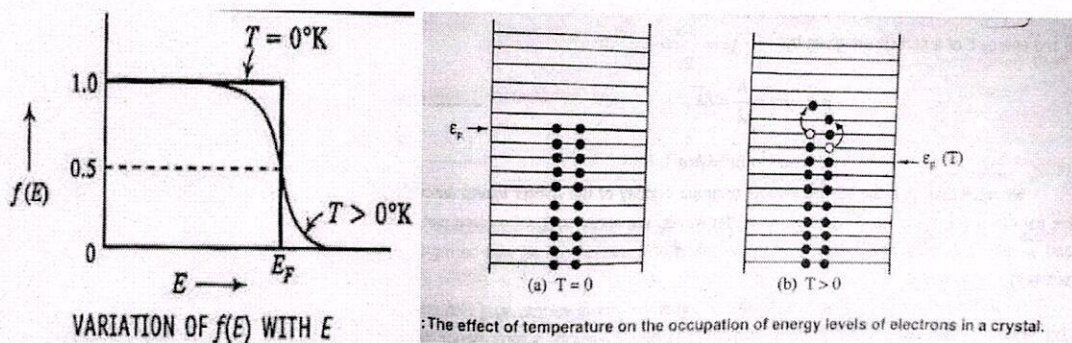 T = 0°K
1.0
0.5
f(E)
T > 0°K
0
E
E_F
VARIATION OF f(E) WITH E
ε_F
(a) T = 0
ε_F (T)
(b) T > 0
: The effect of temperature on the occupation of energy levels of electrons in a crystal.